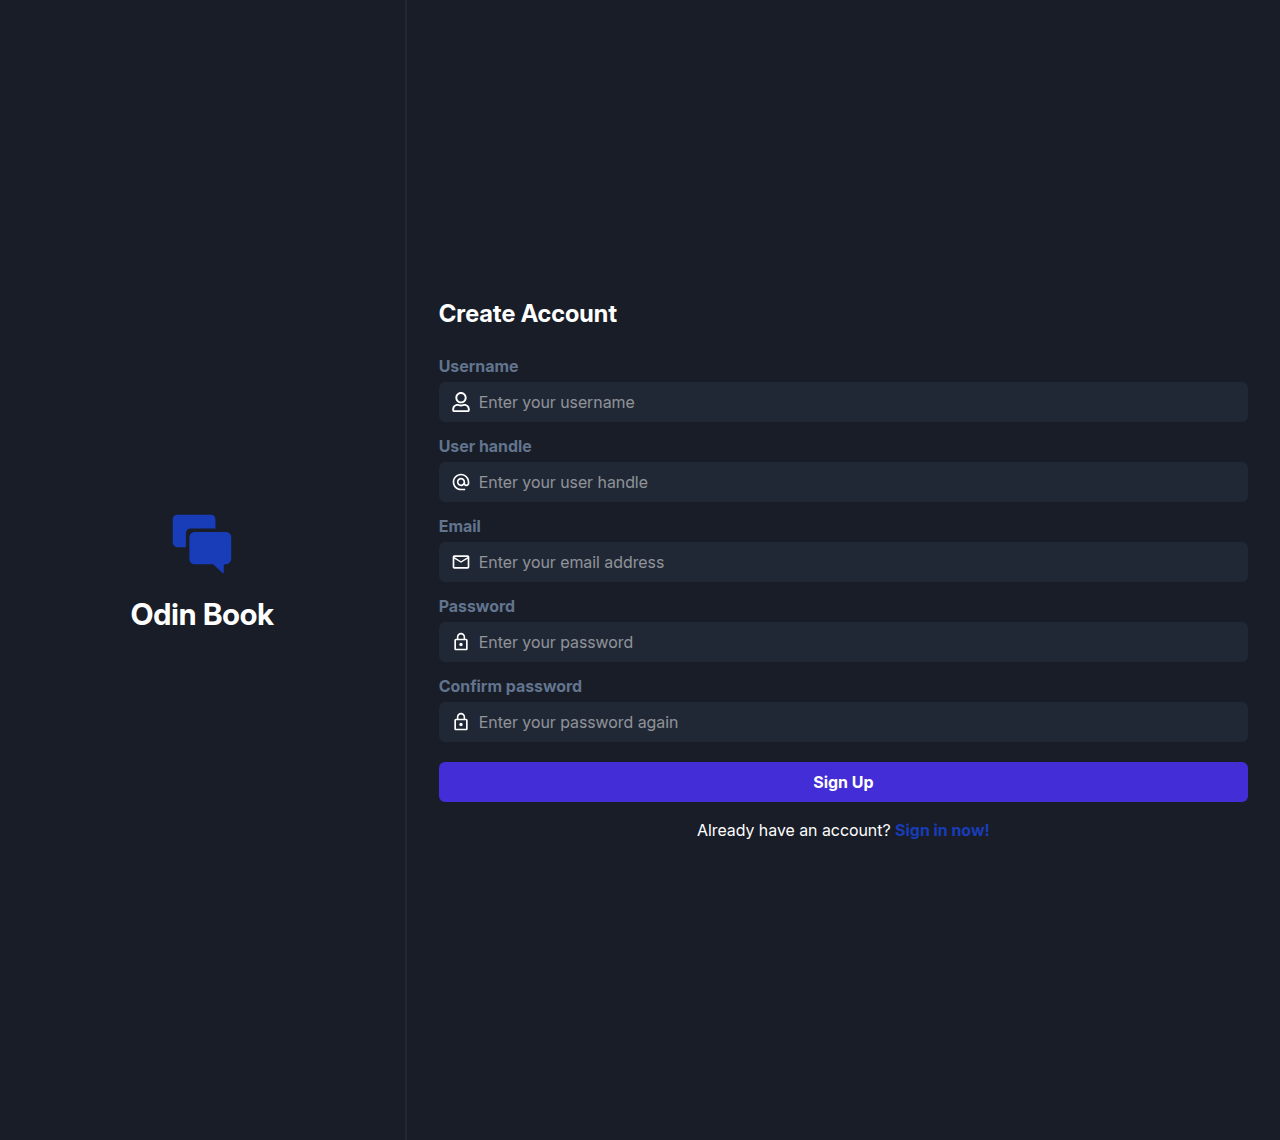 Odin Book
Create Account
Username
Enter your username
User handle
Enter your user handle
Email
Enter your email address
Password
Enter your password
Confirm password
Enter your password again
Sign Up
Already have an account? Sign in now!